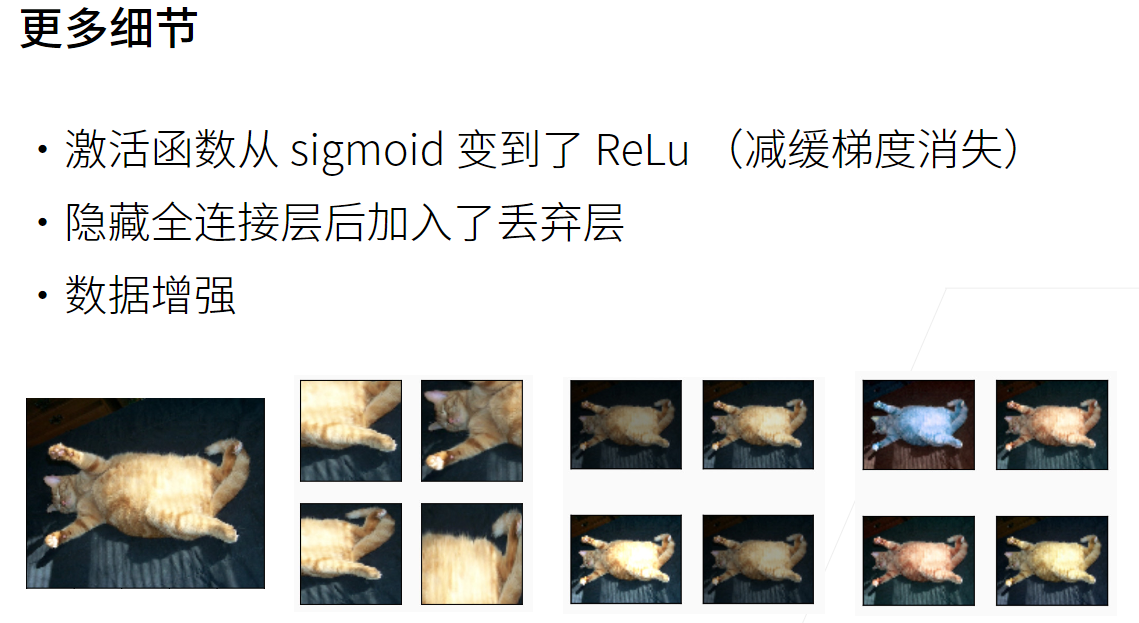 更多细节
• 激活函数从 sigmoid 变到了 ReLu （减缓梯度消失）
• 隐藏全连接层后加入了丢弃层
• 数据增强